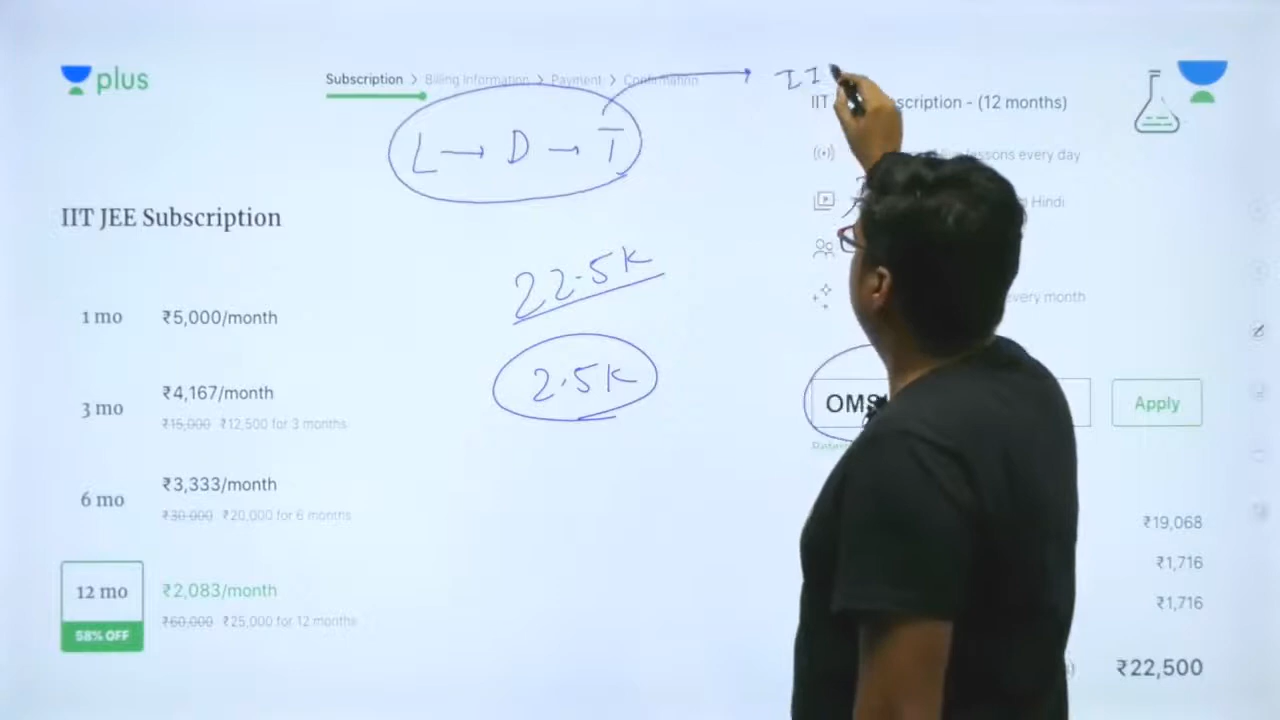 plus
Subscription > Billing Information > Payment > Confirmation
L → D → T → II
IIT JEE Subscription
22.5K
2.5K
1 mo ₹5,000/month
3 mo ₹4,167/month
₹15,000 ₹12,500 for 3 months
6 mo ₹3,333/month
₹30,000 ₹20,000 for 6 months
12 mo ₹2,083/month
58% OFF ₹60,000 ₹25,000 for 12 months
IIT scription - (12 months)
lessons every day
Hindi
every month
OMS Apply
₹19,068
₹1,716
₹1,716
₹22,500